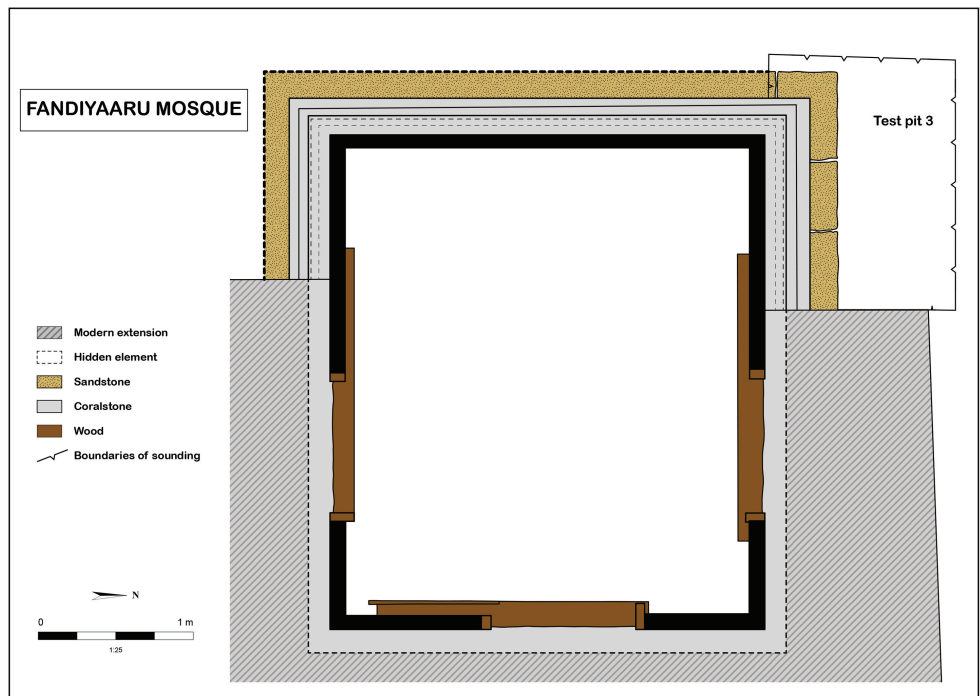 FANDIYAARU MOSQUE
Test pit 3
Modern extension
Hidden element
Sandstone
Coralstone
Wood
Boundaries of sounding
N
0 1 m
1:25